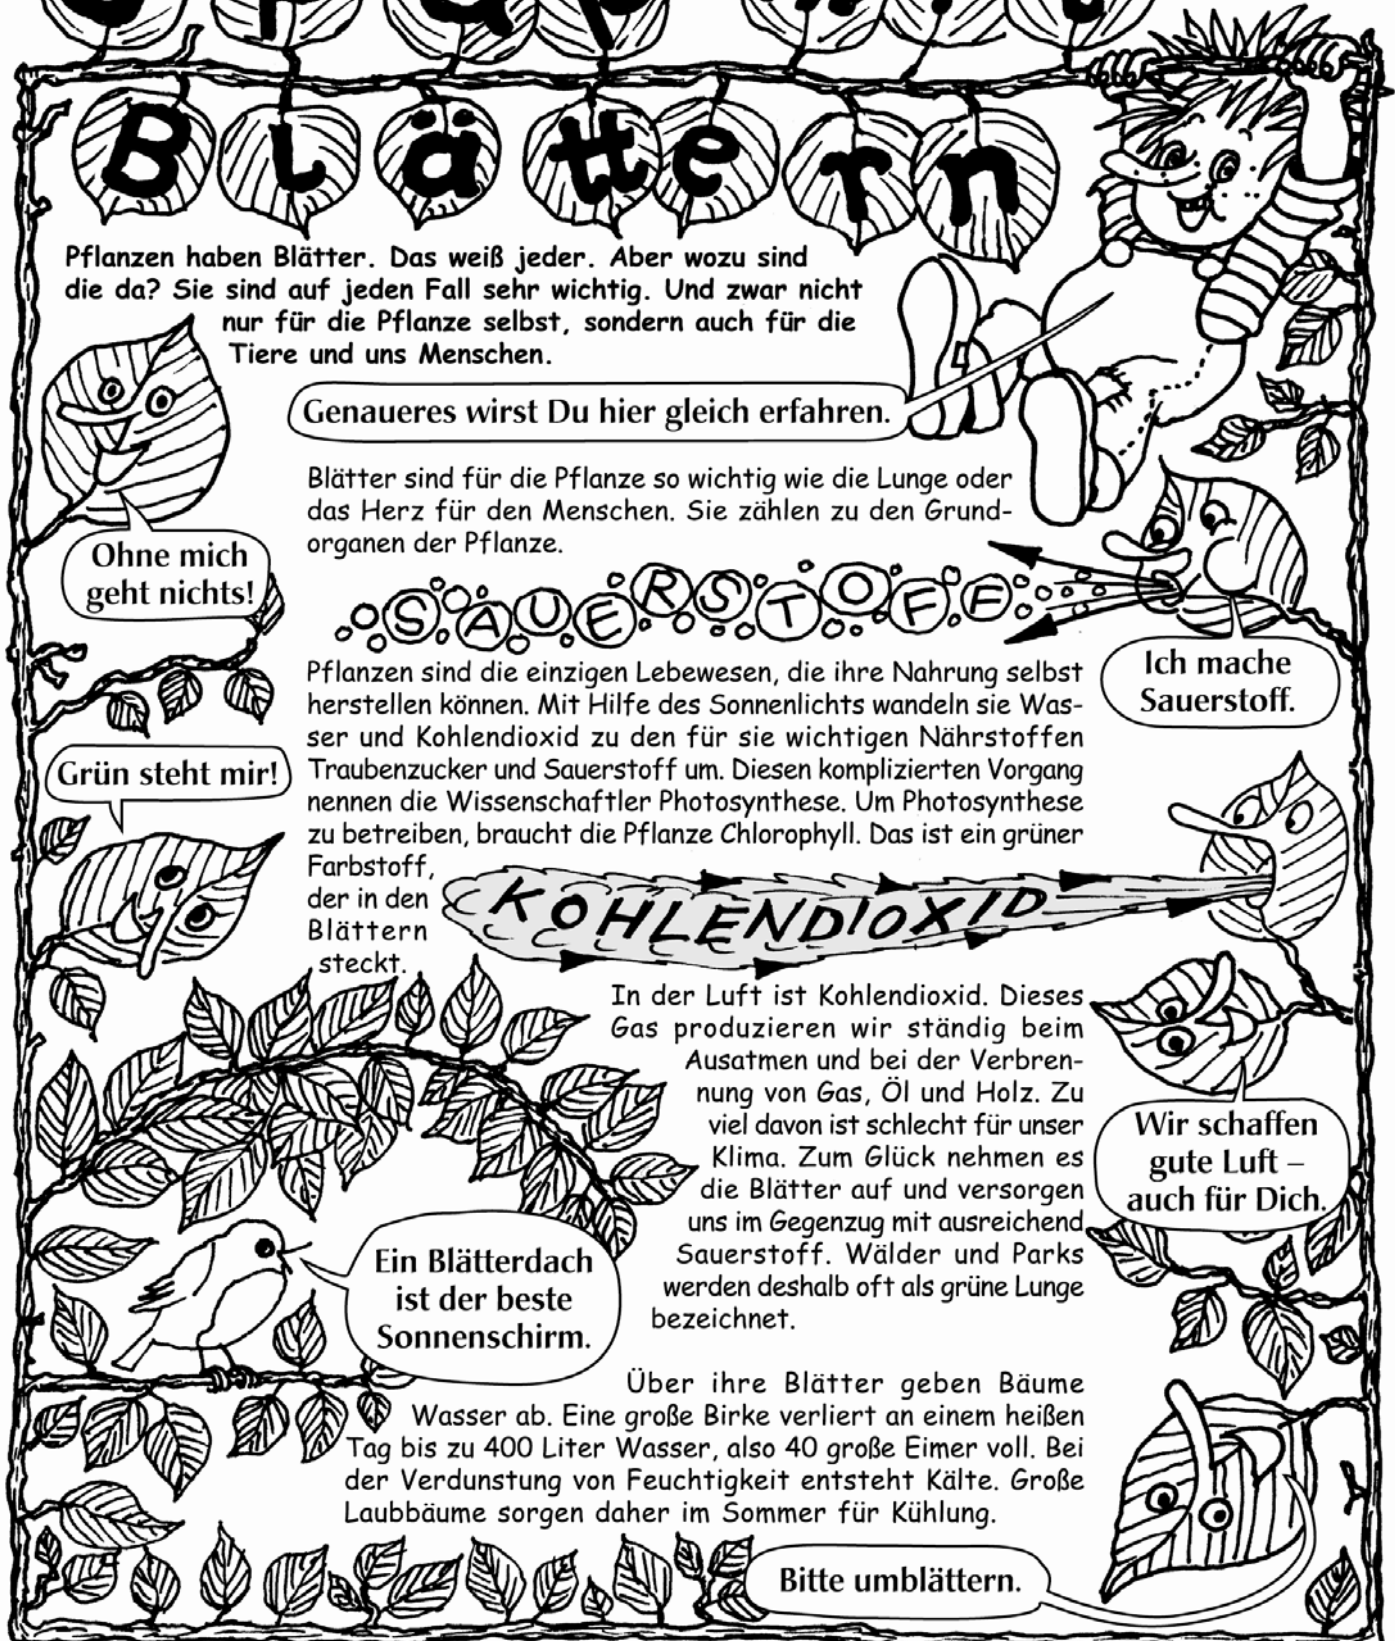 Blättern
Pflanzen haben Blätter. Das weiß jeder. Aber wozu sind
die da? Sie sind auf jeden Fall sehr wichtig. Und zwar nicht
nur für die Pflanze selbst, sondern auch für die
Tiere und uns Menschen.
Genaueres wirst Du hier gleich erfahren.
Blätter sind für die Pflanze so wichtig wie die Lunge oder
das Herz für den Menschen. Sie zählen zu den Grund-
organen der Pflanze.
Ohne mich
geht nichts!
SAUERSTOFF
Ich mache
Sauerstoff.
Pflanzen sind die einzigen Lebewesen, die ihre Nahrung selbst
herstellen können. Mit Hilfe des Sonnenlichts wandeln sie Was-
ser und Kohlendioxid zu den für sie wichtigen Nährstoffen
Traubenzucker und Sauerstoff um. Diesen komplizierten Vorgang
nennen die Wissenschaftler Photosynthese. Um Photosynthese
zu betreiben, braucht die Pflanze Chlorophyll. Das ist ein grüner
Farbstoff,
der in den
Blättern
steckt.
Grün steht mir!
KOHLENDIOXID
In der Luft ist Kohlendioxid. Dieses
Gas produzieren wir ständig beim
Ausatmen und bei der Verbren-
nung von Gas, Öl und Holz. Zu
viel davon ist schlecht für unser
Klima. Zum Glück nehmen es
die Blätter auf und versorgen
uns im Gegenzug mit ausreichend
Sauerstoff. Wälder und Parks
werden deshalb oft als grüne Lunge
bezeichnet.
Wir schaffen
gute Luft –
auch für Dich.
Ein Blätterdach
ist der beste
Sonnenschirm.
Über ihre Blätter geben Bäume
Wasser ab. Eine große Birke verliert an einem heißen
Tag bis zu 400 Liter Wasser, also 40 große Eimer voll. Bei
der Verdunstung von Feuchtigkeit entsteht Kälte. Große
Laubbäume sorgen daher im Sommer für Kühlung.
Bitte umblättern.